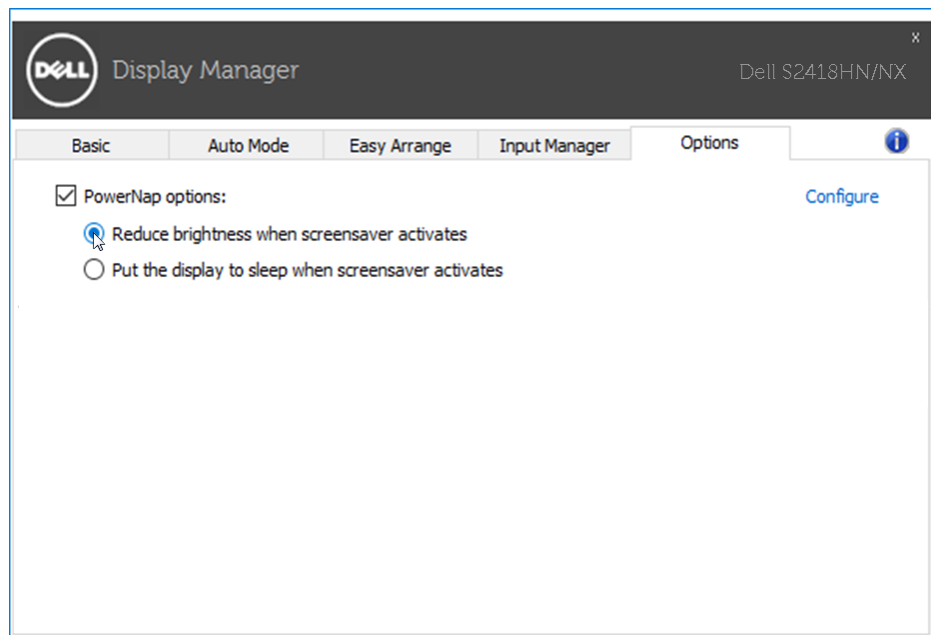 x
DELL Display Manager
Dell S2418HN/NX
Basic Auto Mode Easy Arrange Input Manager Options i
PowerNap options: Configure
Reduce brightness when screensaver activates
Put the display to sleep when screensaver activates